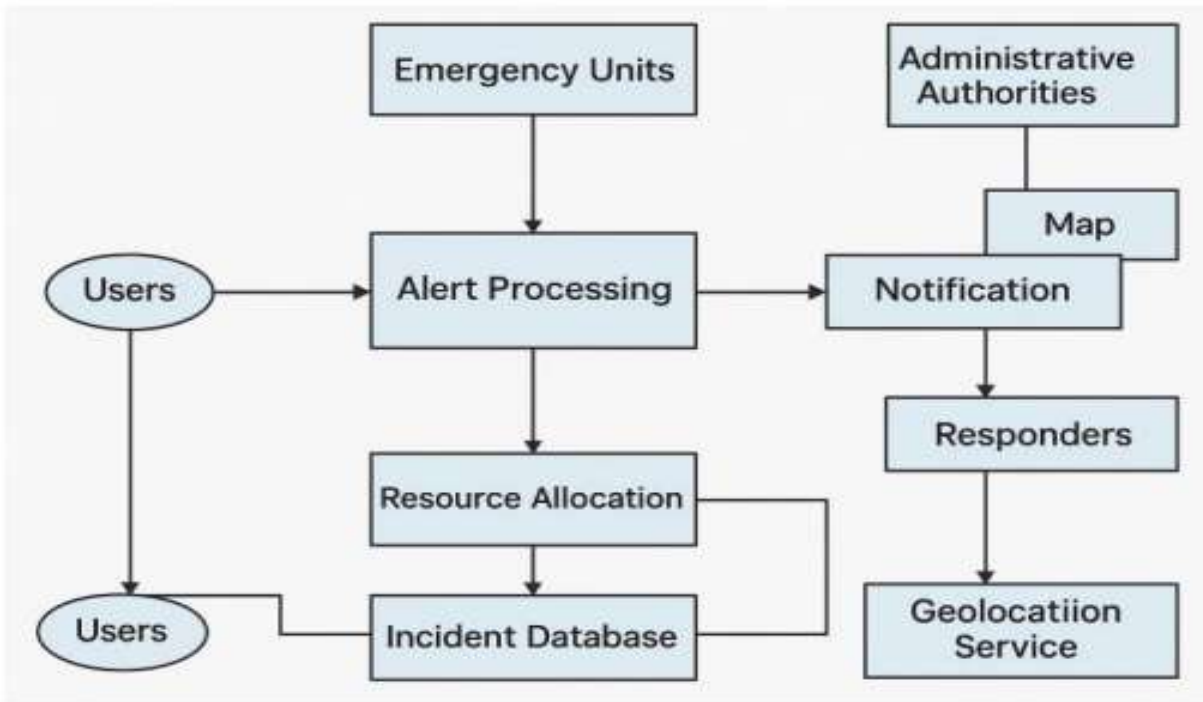 Emergency Units
Administrative
Authorities
Map
Users
Alert Processing
Notification
Responders
Resource Allocation
Users
Incident Database
Geolocatiion
Service